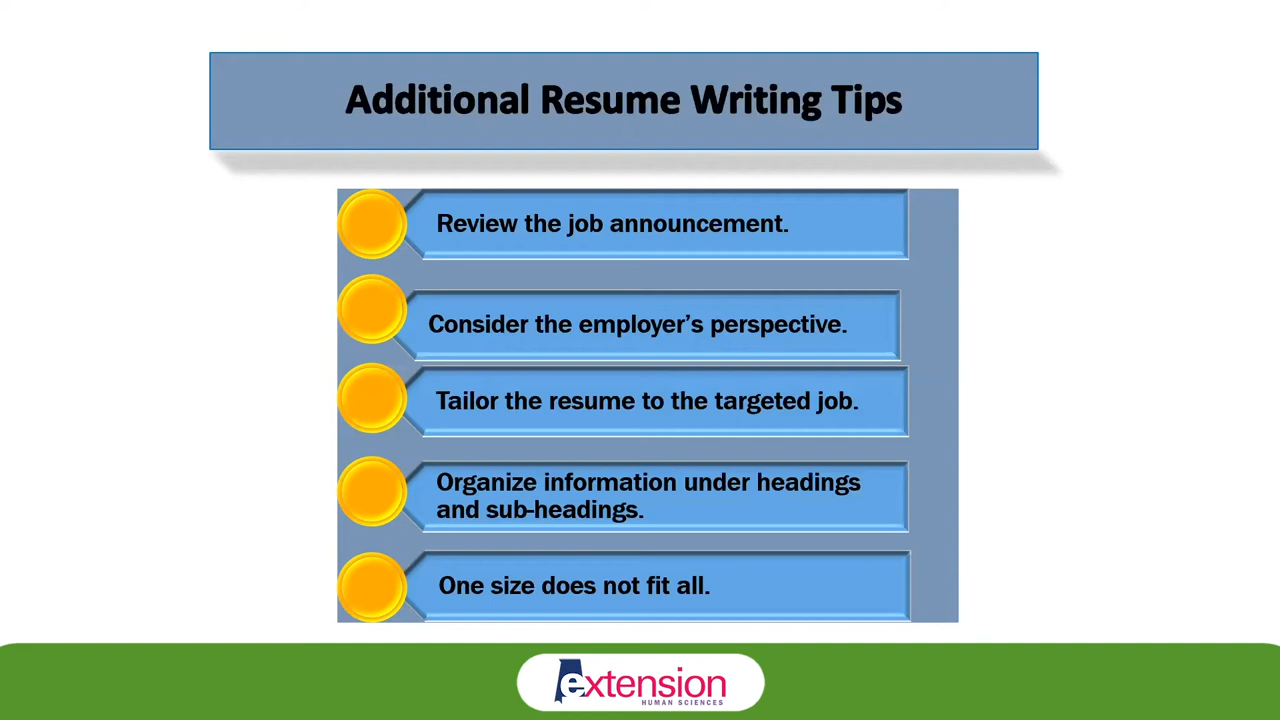 Additional Resume Writing Tips
Review the job announcement.
Consider the employer’s perspective.
Tailor the resume to the targeted job.
Organize information under headings
and sub-headings.
One size does not fit all.
extension
HUMAN SCIENCES